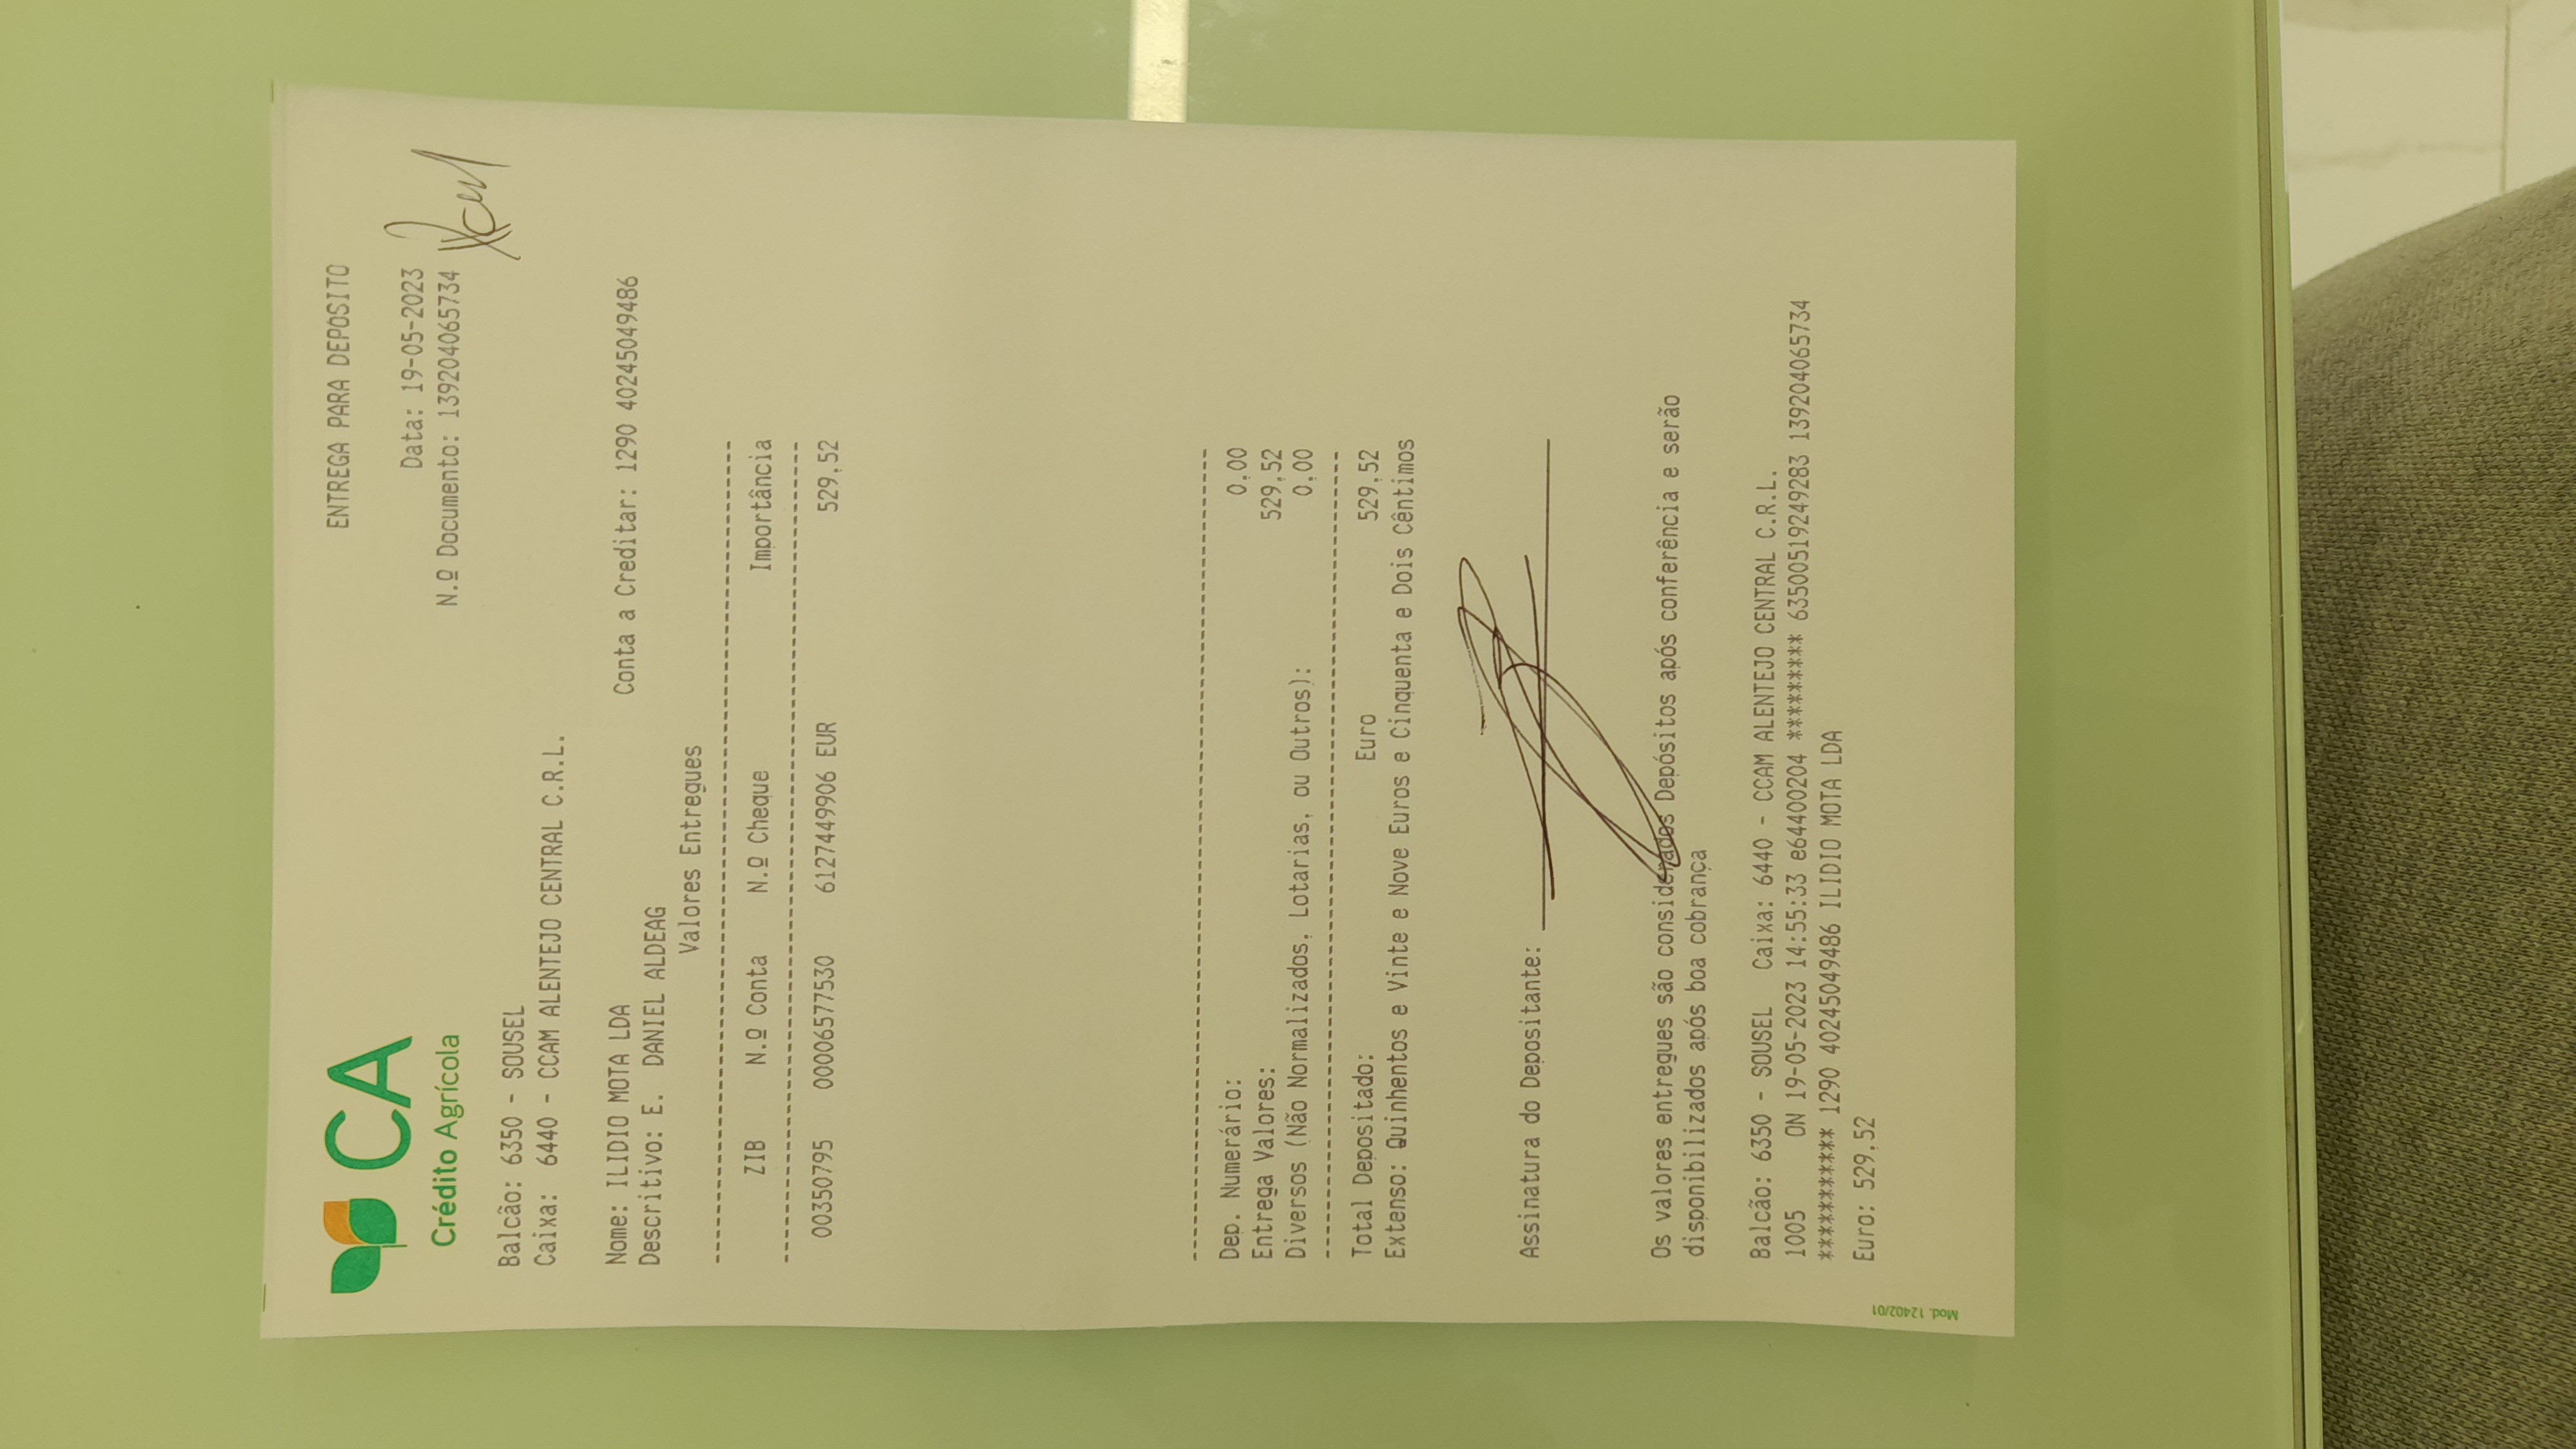 CA
Crédito Agrícola
ENTREGA PARA DEPOSITO
Data: 19-05-2023
N.º Documento: 139204065734
Balcão: 6350 - SOUSEL
Caixa: 6440 - CCAM ALENTEJO CENTRAL C.R.L.
Nome: ILIDIO MOTA LDA Conta a Creditar: 1290 40245049486
Descritivo: E. DANIEL ALDEAG
Valores Entregues
--------------------------------------------------------------------------------
ZIB N.º Conta N.º Cheque Importância
--------------------------------------------------------------------------------
00350795 00006577530 6127449906 EUR 529,52
--------------------------------------------------------------------------------
Dep. Numerário: 0,00
Entrega Valores: 529,52
Diversos (Não Normalizados, Lotarias, ou Outros): 0,00
--------------------------------------------------------------------------------
Total Depositado: Euro 529,52
Extenso: Quinhentos e Vinte e Nove Euros e Cinquenta e Dois Cêntimos
Assinatura do Depositante:
Os valores entregues são considerados Depósitos após conferência e serão
disponibilizados após boa cobrança
Balcão: 6350 - SOUSEL Caixa: 6440 - CCAM ALENTEJO CENTRAL C.R.L.
1005 ON 19-05-2023 14:55:33 e64400204 ********* 635005192449283 139204065734
*********** 1290 40245049486 ILIDIO MOTA LDA
Euro: 529,52
Mod. 12402/01